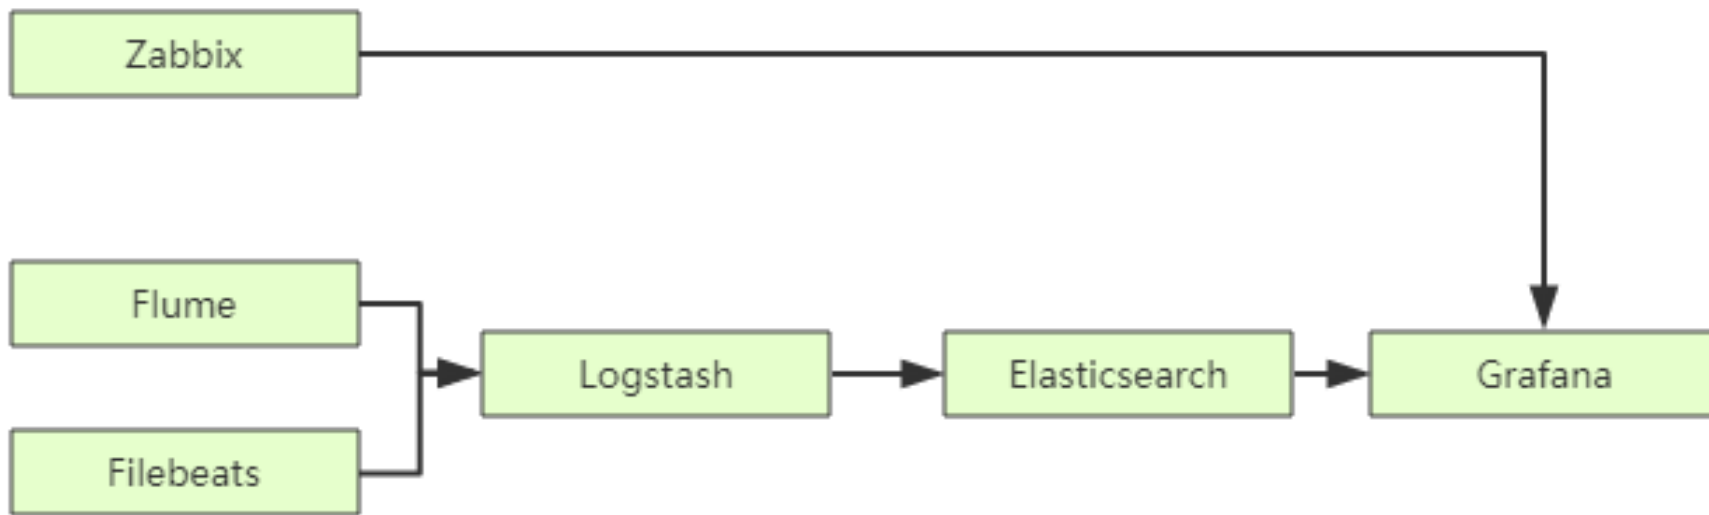 Zabbix
Flume
Filebeats
Logstash
Elasticsearch
Grafana